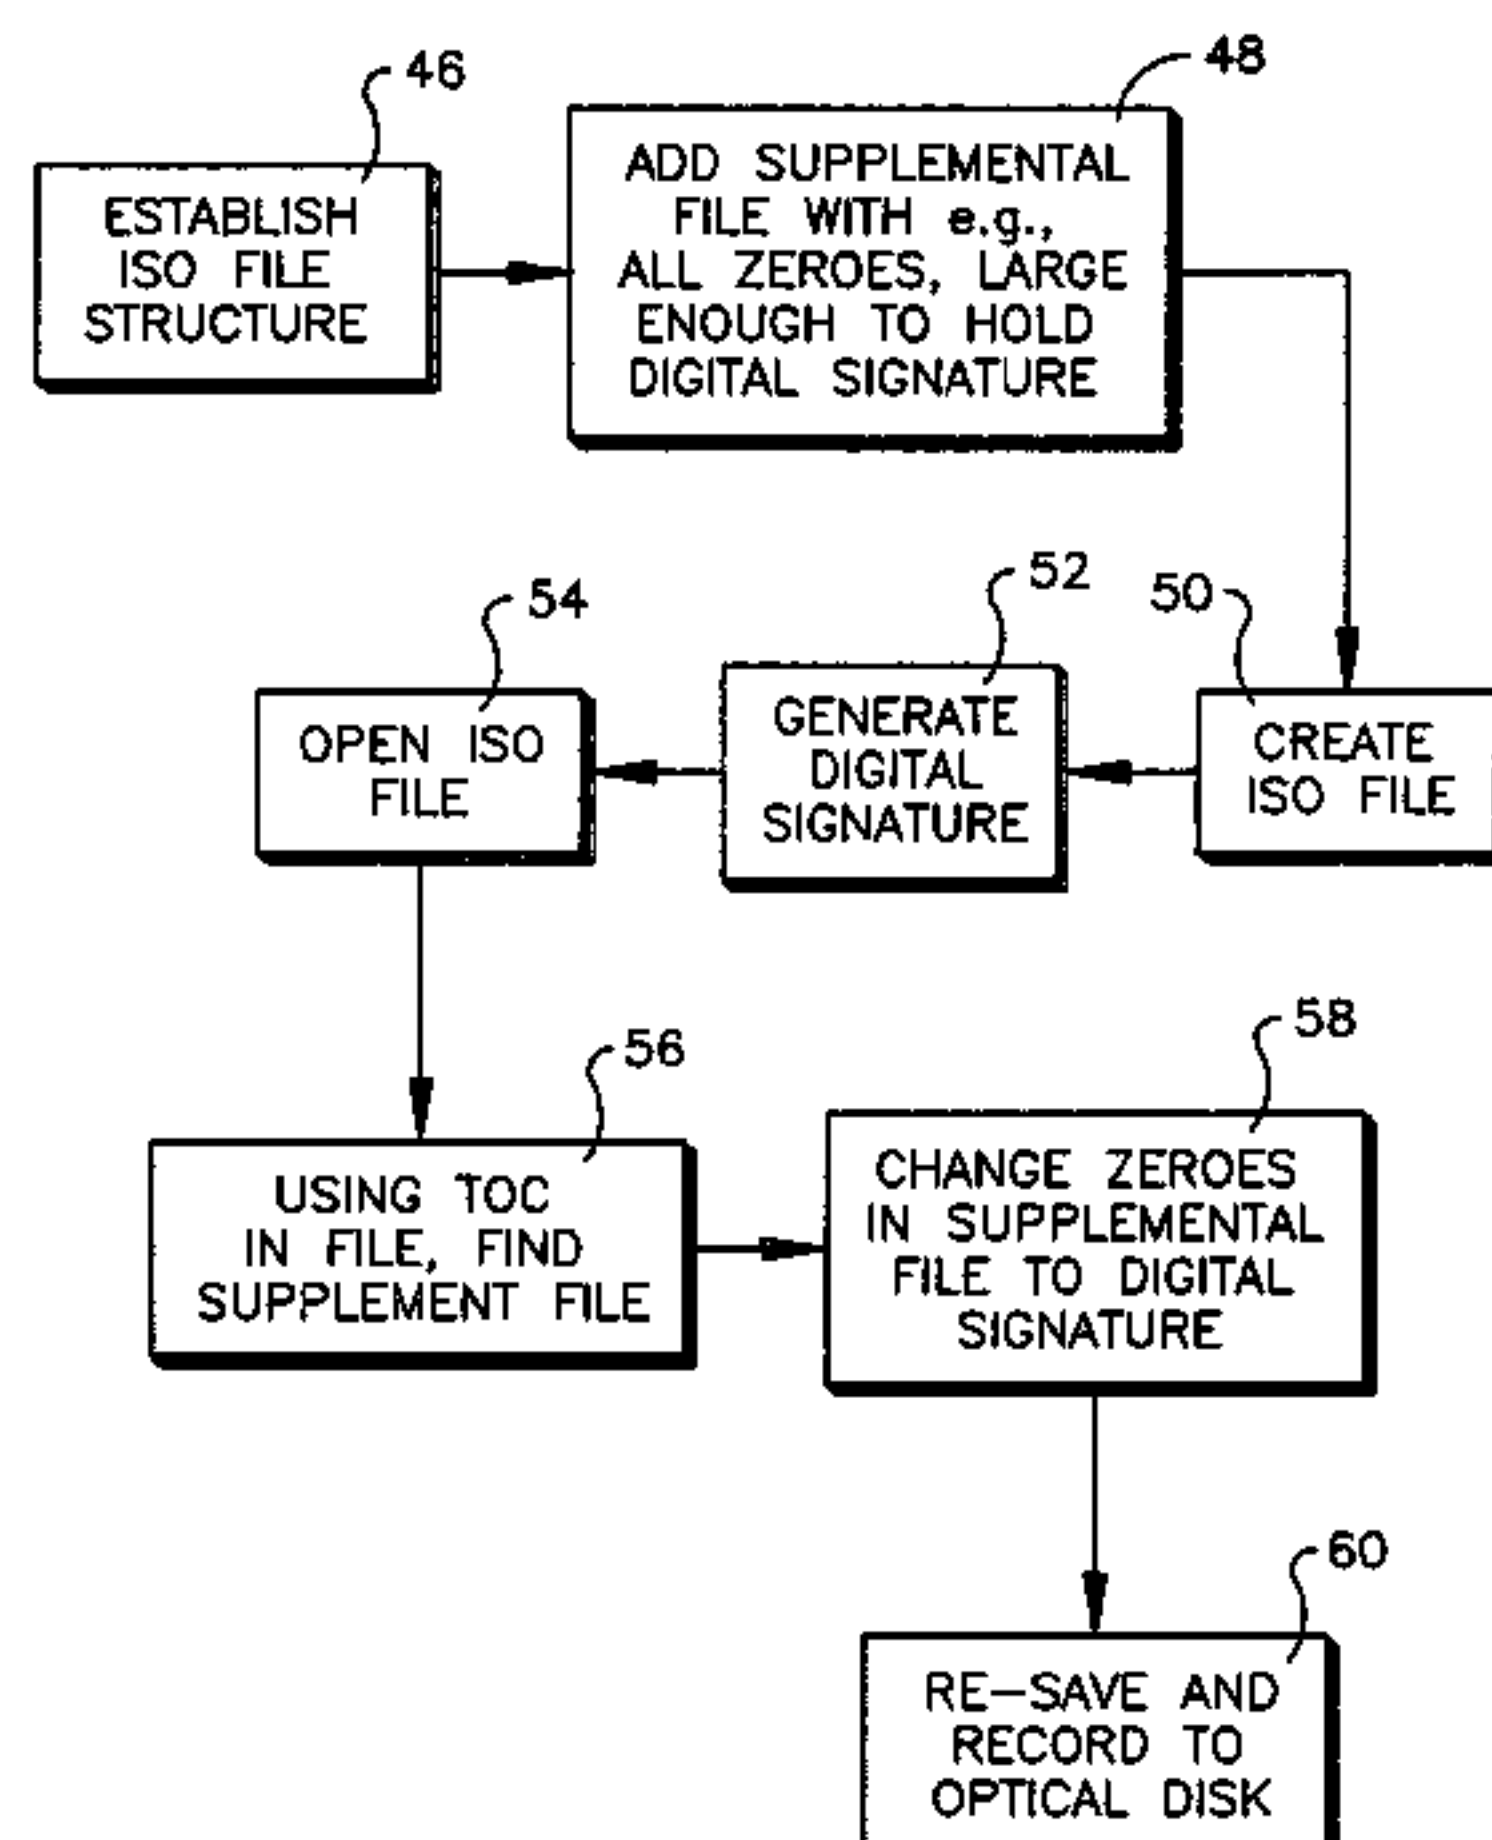 46
ESTABLISH
ISO FILE
STRUCTURE
48
ADD SUPPLEMENTAL
FILE WITH e.g.,
ALL ZEROES, LARGE
ENOUGH TO HOLD
DIGITAL SIGNATURE
50
CREATE
ISO FILE
52
GENERATE
DIGITAL
SIGNATURE
54
OPEN ISO
FILE
56
USING TOC
IN FILE, FIND
SUPPLEMENT FILE
58
CHANGE ZEROES
IN SUPPLEMENTAL
FILE TO DIGITAL
SIGNATURE
60
RE-SAVE AND
RECORD TO
OPTICAL DISK